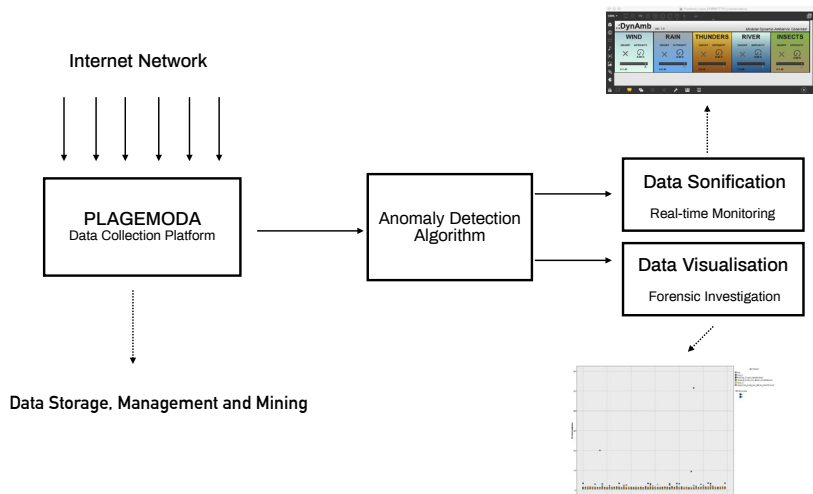 Internet Network
PLAGEMODA
Data Collection Platform
Anomaly Detection
Algorithm
Data Sonification
Real-time Monitoring
Data Visualisation
Forensic Investigation
Data Storage, Management and Mining
.:DynAmb
WIND
RAIN
THUNDERS
RIVER
INSECTS